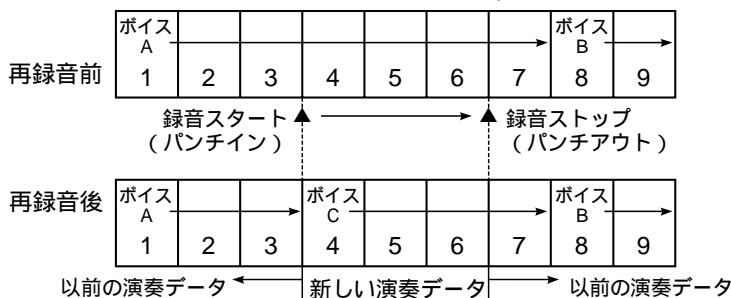 ボイス A
ボイス B
再録音前
1 2 3 4 5 6 7 8 9
録音スタート
(パンチイン)
録音ストップ
(パンチアウト)
再録音後
ボイス A
ボイス C
ボイス B
1 2 3 4 5 6 7 8 9
以前の演奏データ
新しい演奏データ
以前の演奏データ